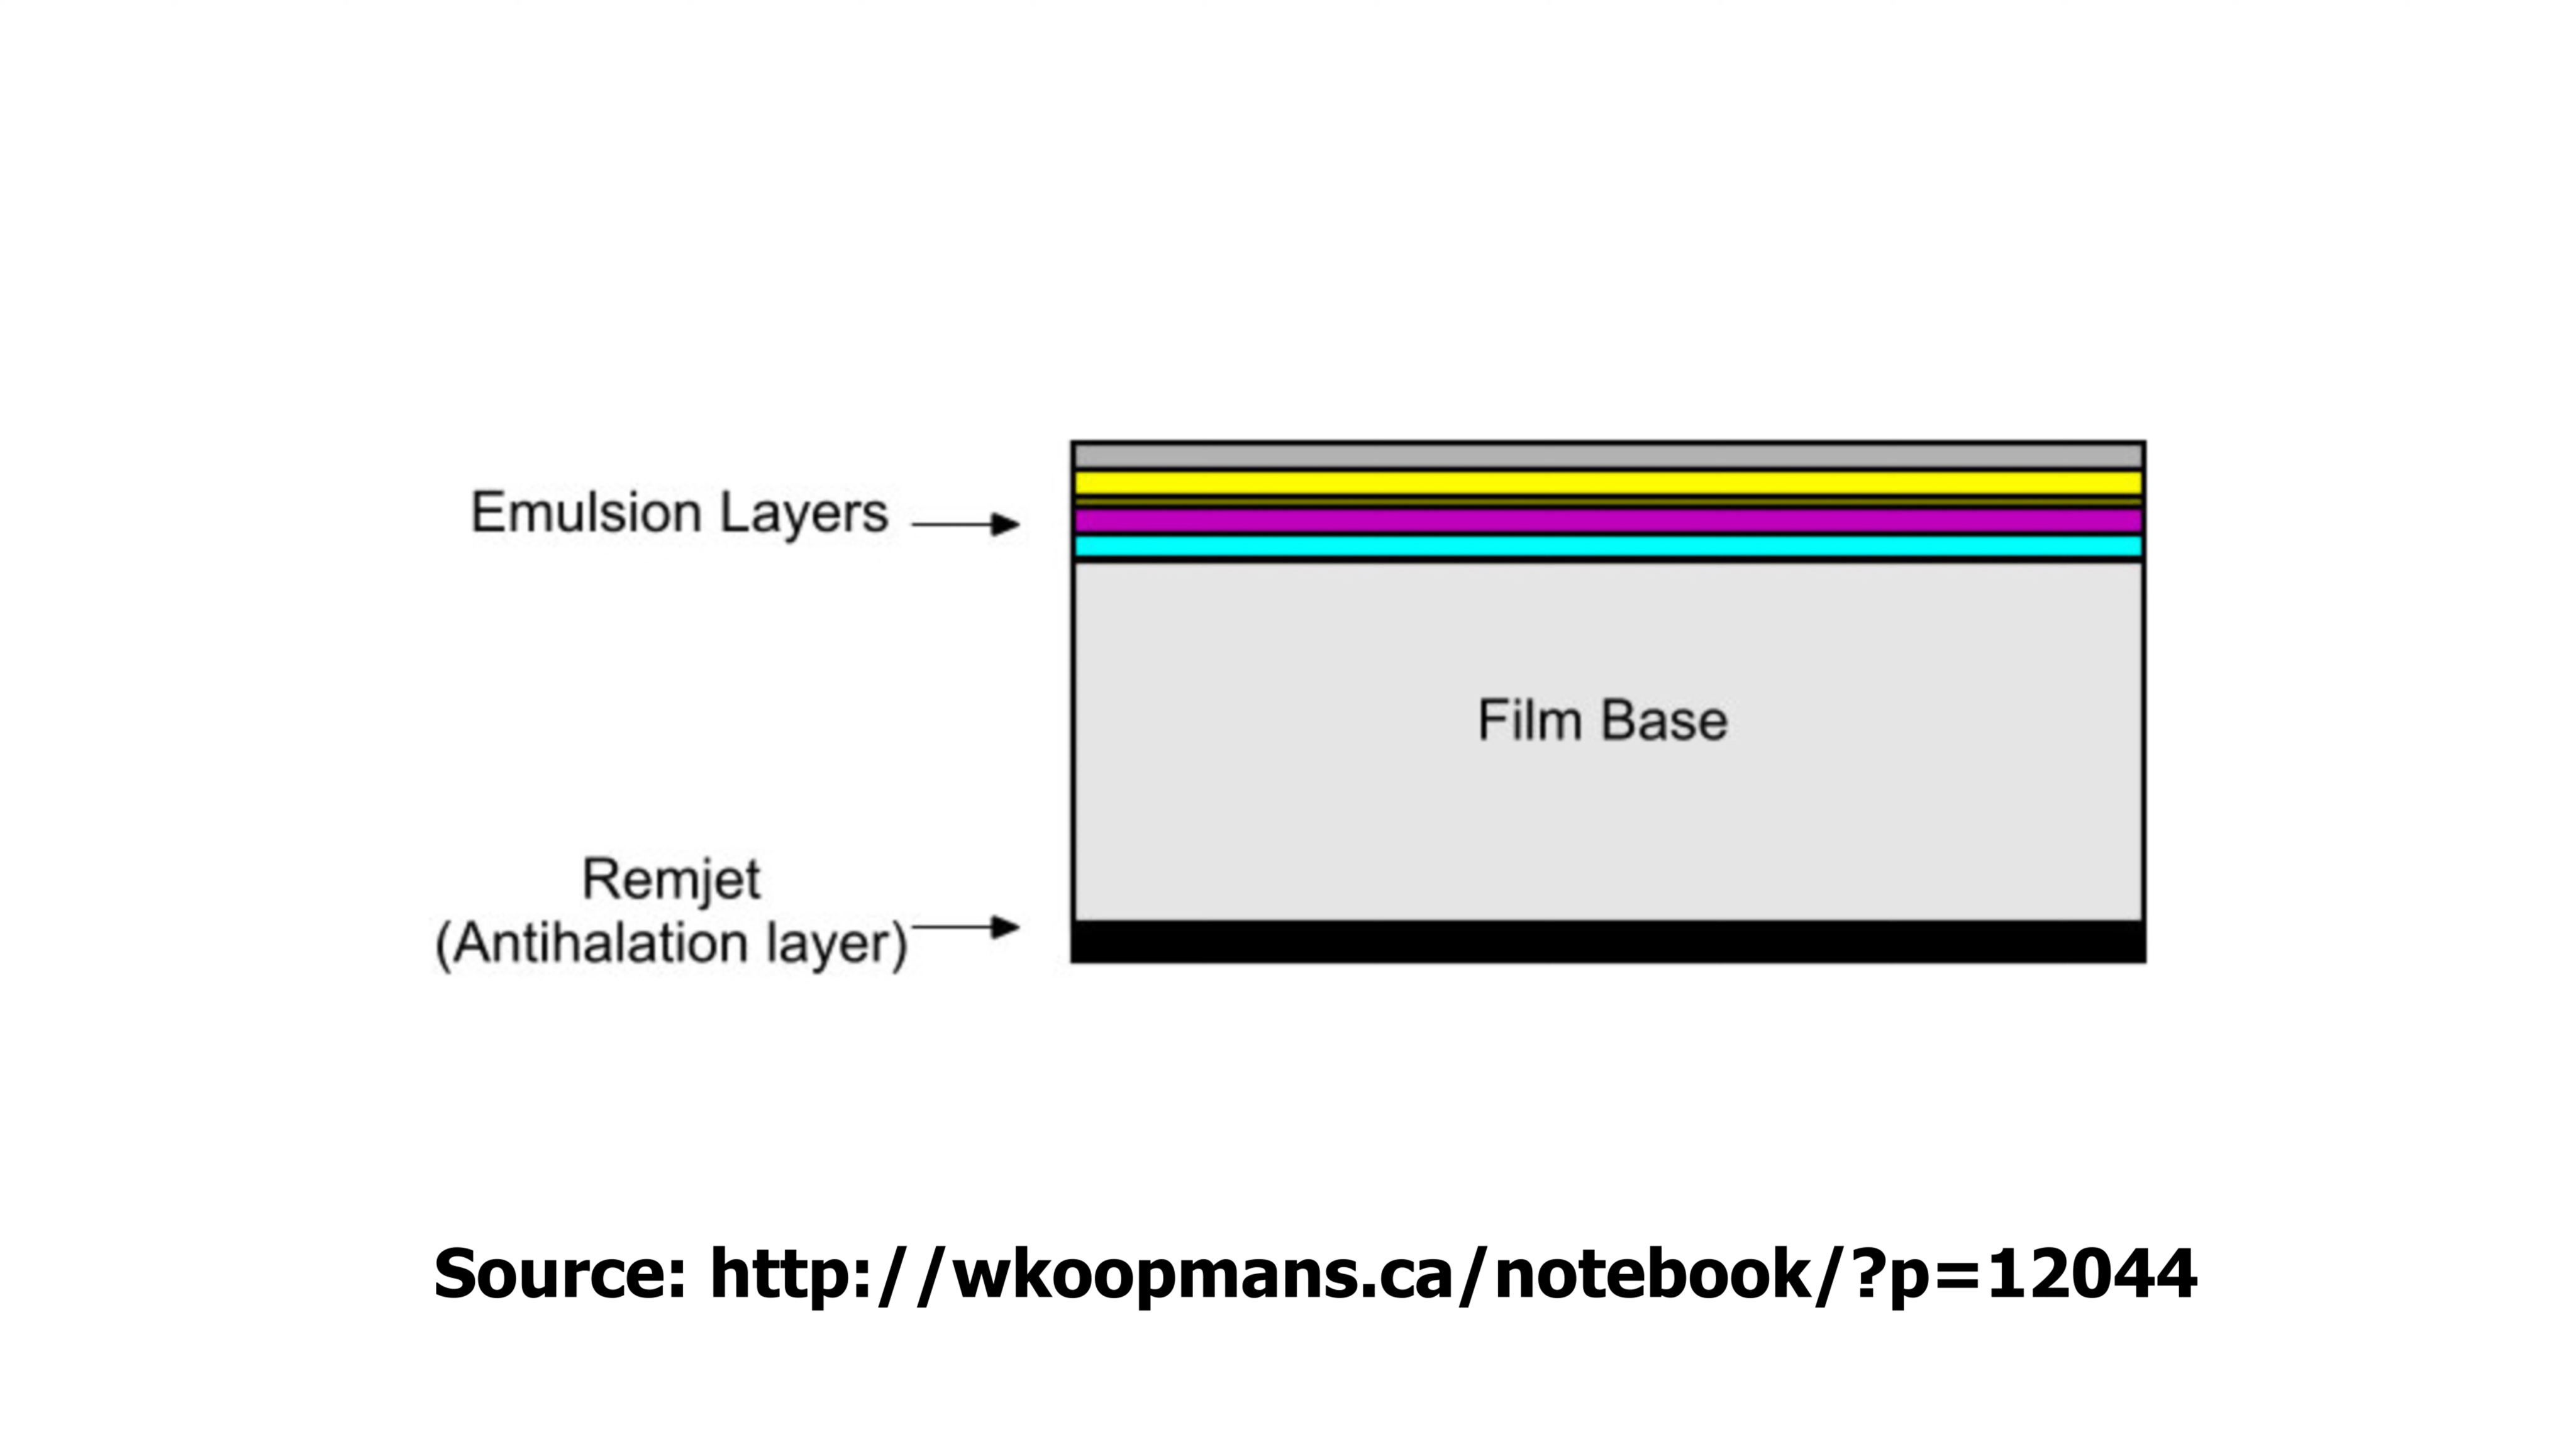 Emulsion Layers
Film Base
Remjet
(Antihalation layer)
Source: http://wkoopmans.ca/notebook/?p=12044